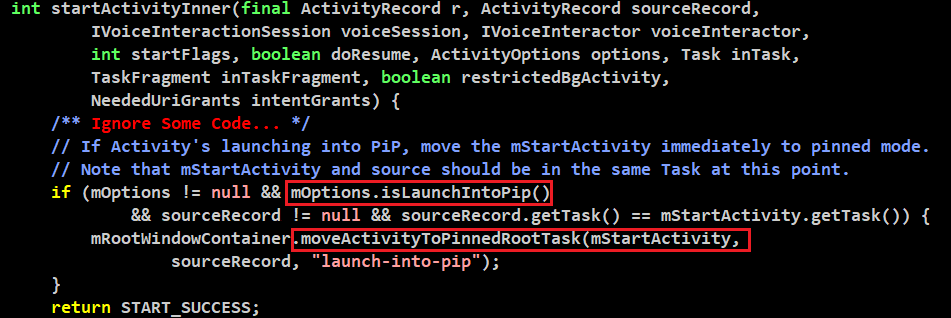 int startActivityInner(final ActivityRecord r, ActivityRecord sourceRecord,
IVoiceInteractionSession voiceSession, IVoiceInteractor voiceInteractor,
int startFlags, boolean doResume, ActivityOptions options, Task inTask,
TaskFragment inTaskFragment, boolean restrictedBgActivity,
NeededUriGrants intentGrants) {
/** Ignore Some Code... */
// If Activity's launching into PiP, move the mStartActivity immediately to pinned mode.
// Note that mStartActivity and source should be in the same Task at this point.
if (mOptions != null && mOptions.isLaunchIntoPip()
&& sourceRecord != null && sourceRecord.getTask() == mStartActivity.getTask()) {
mRootWindowContainer.moveActivityToPinnedRootTask(mStartActivity,
sourceRecord, "launch-into-pip");
}
return START_SUCCESS;